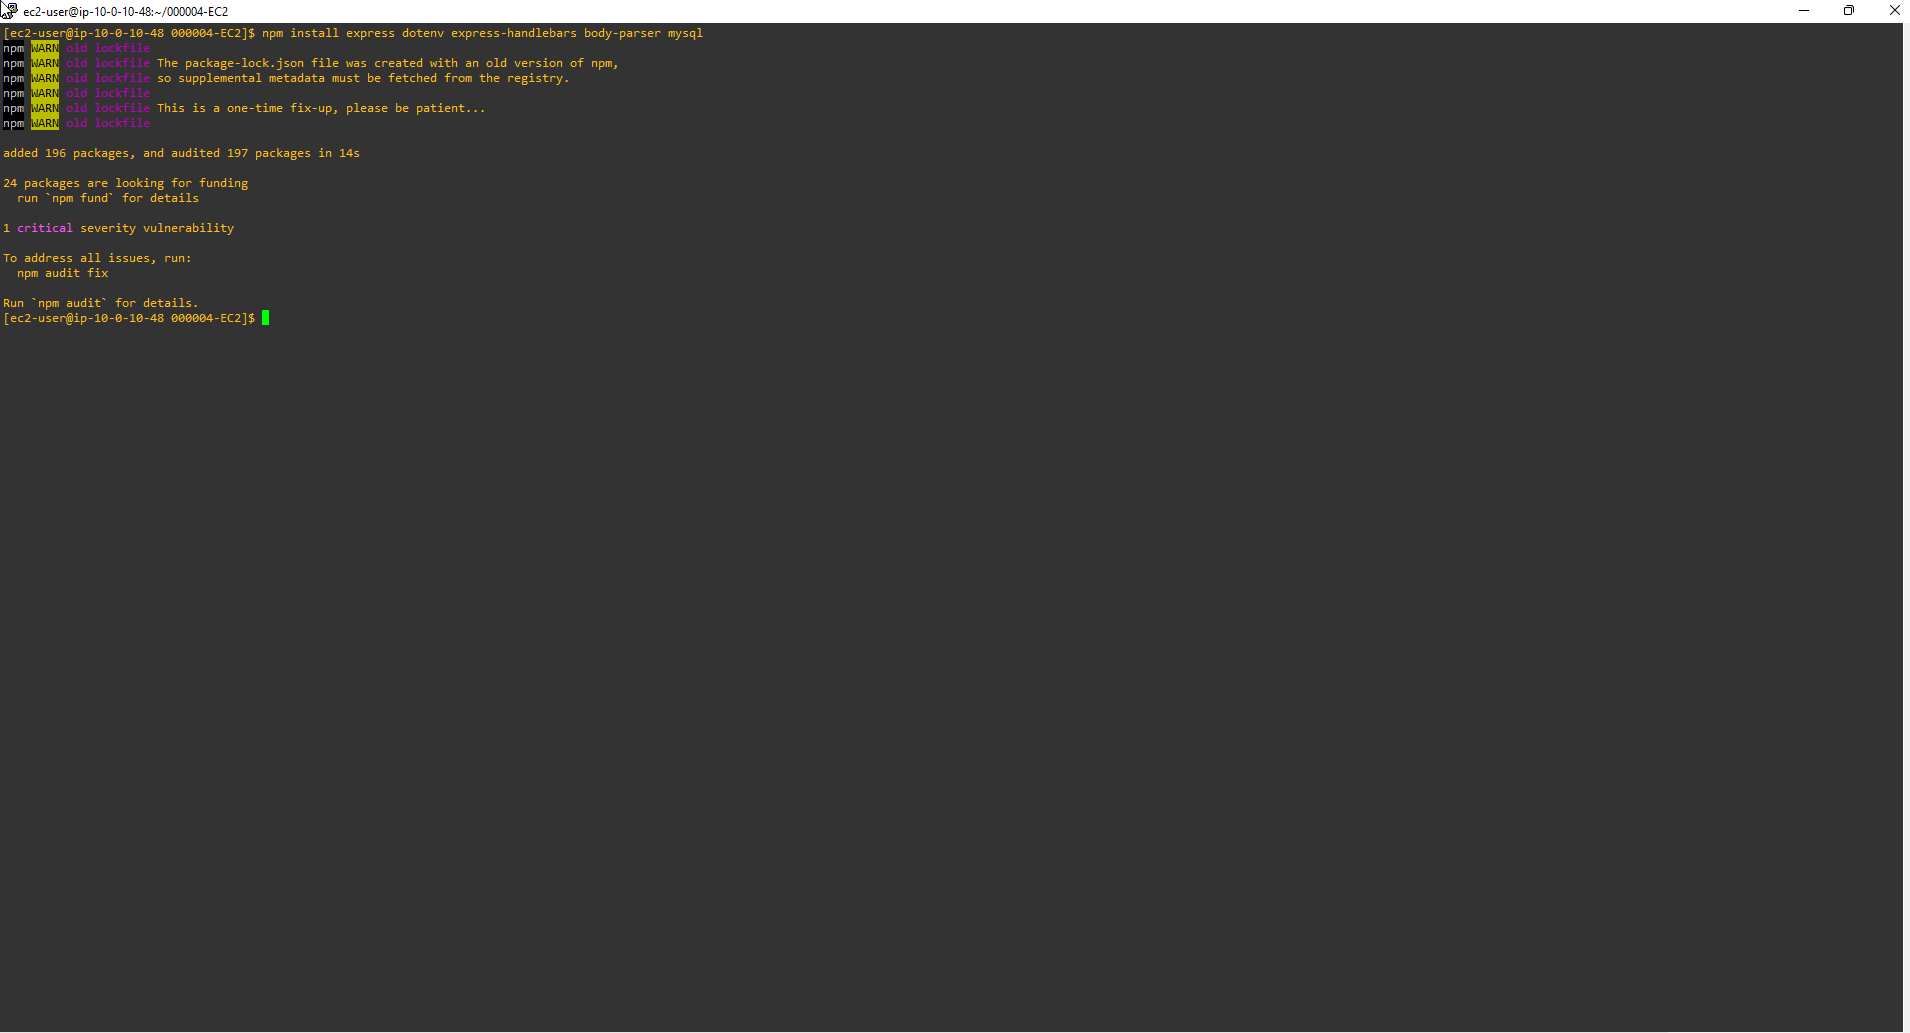 ec2-user@ip-10-0-10-48:~/000004-EC2
[ec2-user@ip-10-0-10-48 000004-EC2]$ npm install express dotenv express-handlebars body-parser mysql
npm WARN old lockfile
npm WARN old lockfile The package-lock.json file was created with an old version of npm,
npm WARN old lockfile so supplemental metadata must be fetched from the registry.
npm WARN old lockfile
npm WARN old lockfile This is a one-time fix-up, please be patient...
npm WARN old lockfile
added 196 packages, and audited 197 packages in 14s
24 packages are looking for funding
run `npm fund` for details
1 critical severity vulnerability
To address all issues, run:
npm audit fix
Run `npm audit` for details.
[ec2-user@ip-10-0-10-48 000004-EC2]$